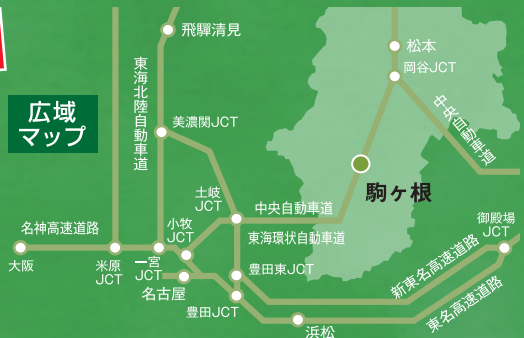 飛驒清見
松本
岡谷JCT
東海北陸自動車道
広域
マップ
中央自動車道
美濃関JCT
駒ヶ根
土岐
JCT
中央自動車道
御殿場
JCT
名神高速道路
小牧
JCT
東海環状自動車道
新東名高速道路
大阪
米原
JCT
一宮
JCT
豊田東JCT
名古屋
豊田JCT
東名高速道路
浜松